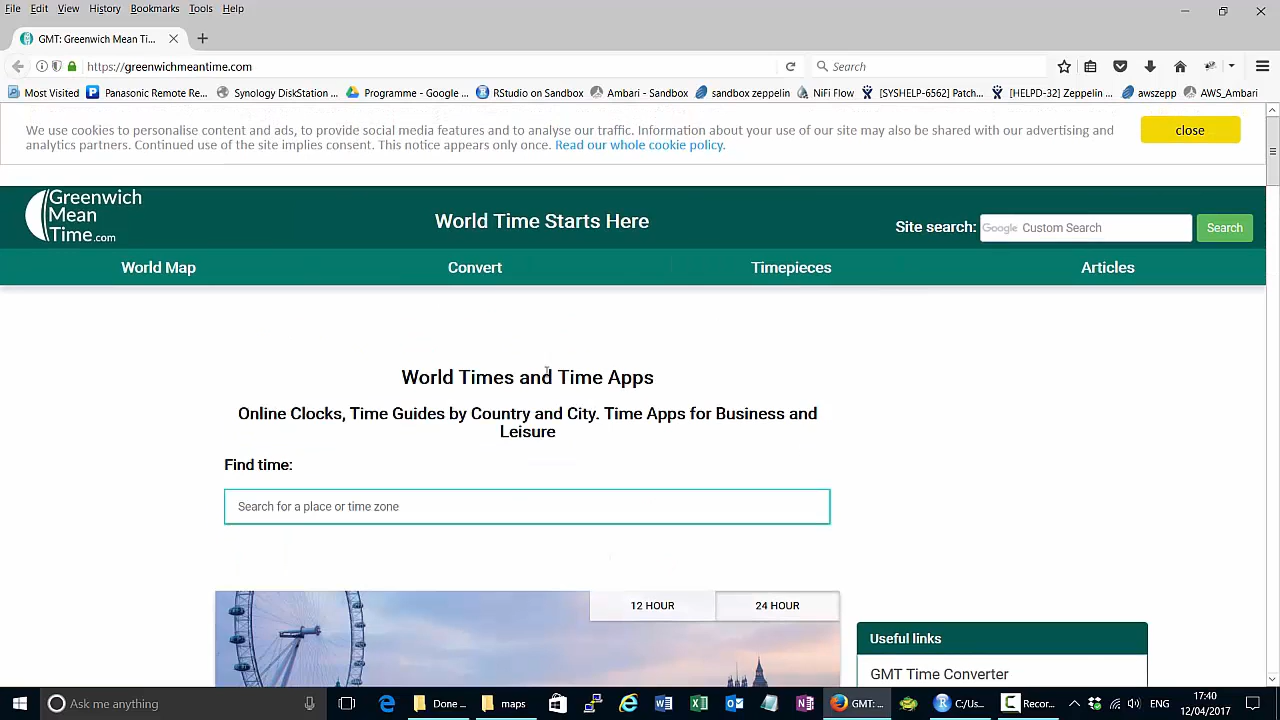 File Edit View History Bookmarks Tools Help
GMT: Greenwich Mean Ti...
https://greenwichmeantime.com
Search
Most Visited Panasonic Remote Re... Synology DiskStation ... Programme - Google ... RStudio on Sandbox Ambari - Sandbox sandbox zeppelin NiFi Flow [SYSHELP-6562] Patch... [HELPD-32] Zeppelin ... awszepp AWS_Ambari
We use cookies to personalise content and ads, to provide social media features and to analyse our traffic. Information about your use of our site may also be shared with our advertising and
analytics partners. Continued use of the site implies consent. This notice appears only once. Read our whole cookie policy.
close
Greenwich
Mean
Time.com
World Time Starts Here
Site search: Google Custom Search Search
World Map Convert Timepieces Articles
World Times and Time Apps
Online Clocks, Time Guides by Country and City. Time Apps for Business and
Leisure
Find time:
Search for a place or time zone
12 HOUR 24 HOUR
Useful links
GMT Time Converter
Ask me anything
Done ... maps GMT: ... C:/Us... Recor... ENG
17:40
12/04/2017